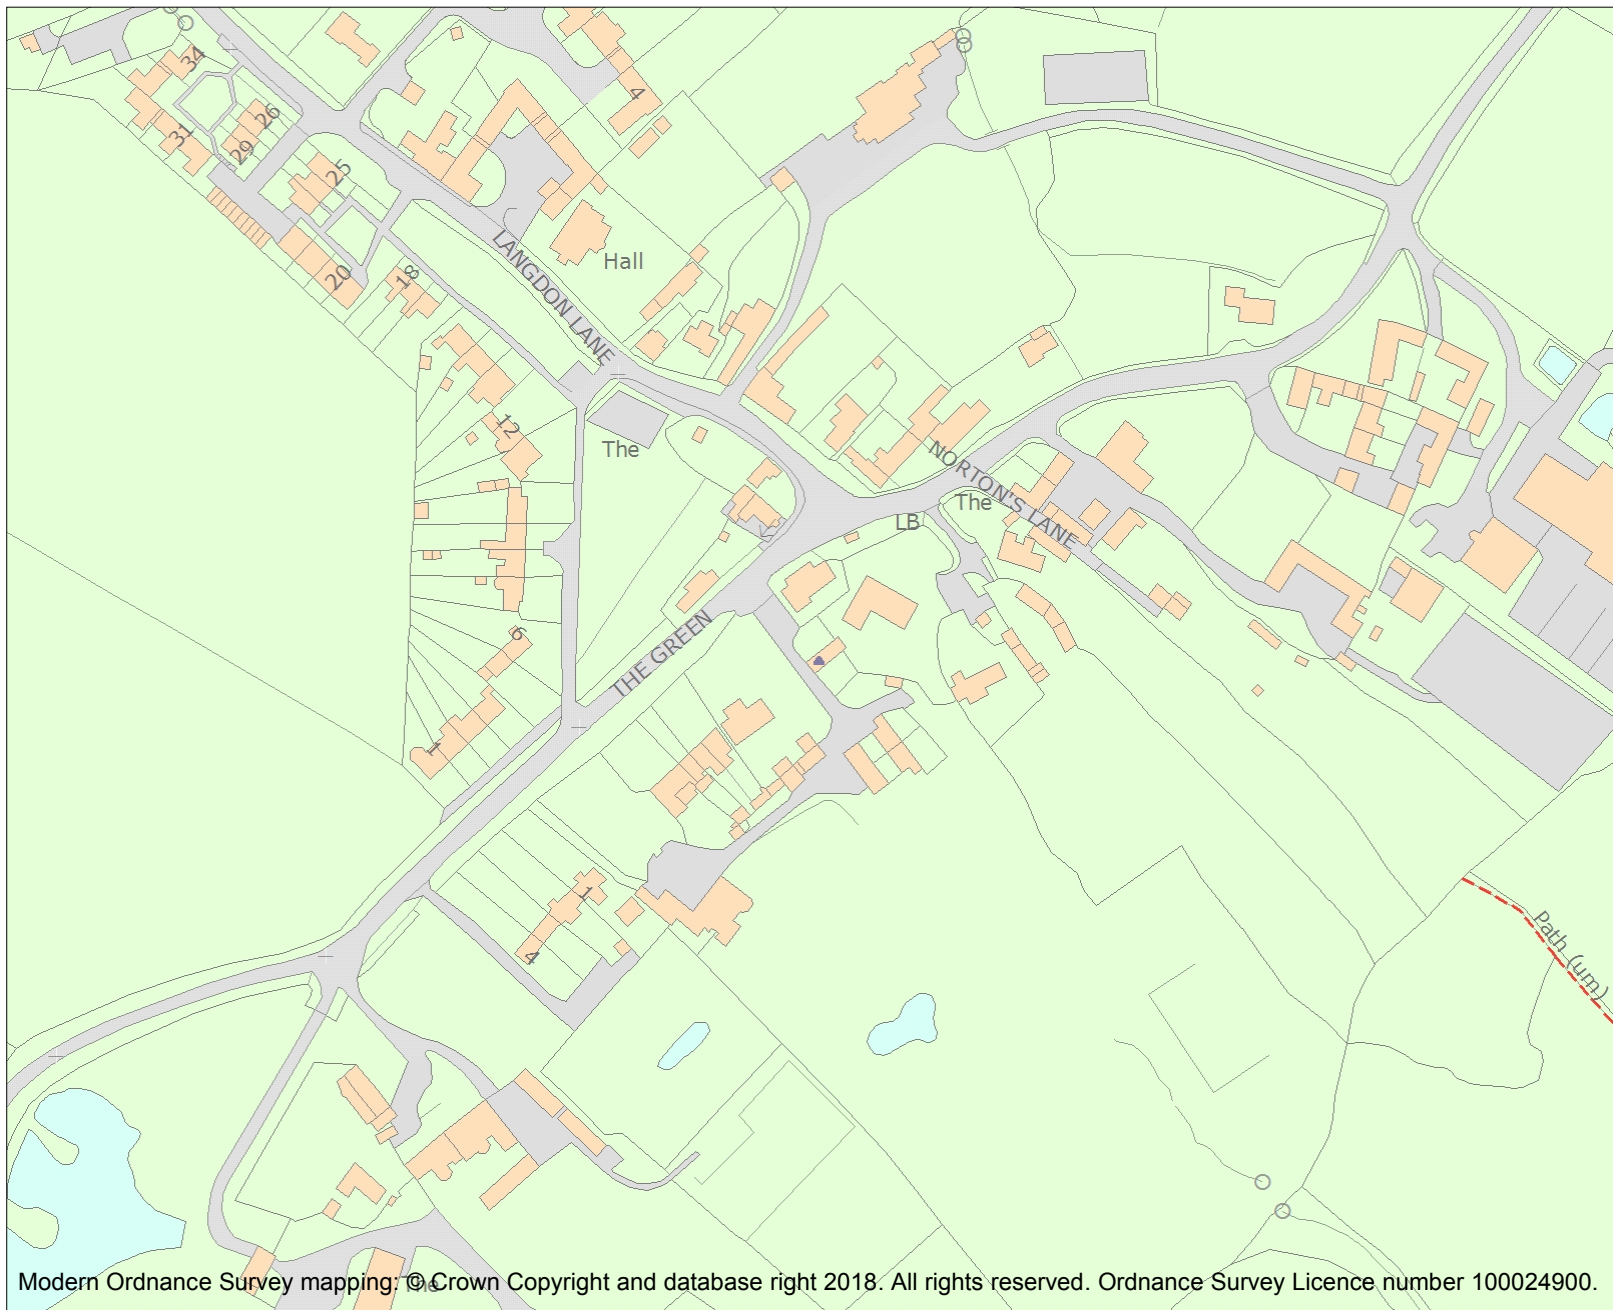 34
4
26
31
29
25
Hall
LANGDON LANE
20
18
12
The
NORTON'S LANE
The
LB
6
THE GREEN
1
1
4
Path (um)
The
Modern Ordnance Survey mapping: © Crown Copyright and database right 2018. All rights reserved. Ordnance Survey Licence number 100024900.